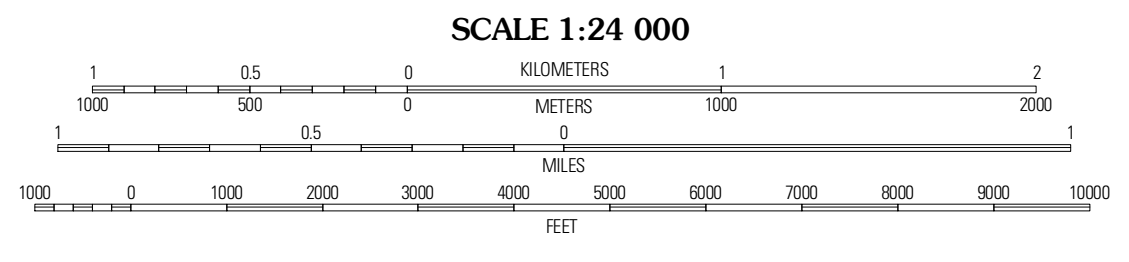 SCALE 1:24 000
1 0.5 0 KILOMETERS 1 2
1000 500 0 METERS 1000 2000
1 0.5 0 1
MILES
1000 0 1000 2000 3000 4000 5000 6000 7000 8000 9000 10000
FEET